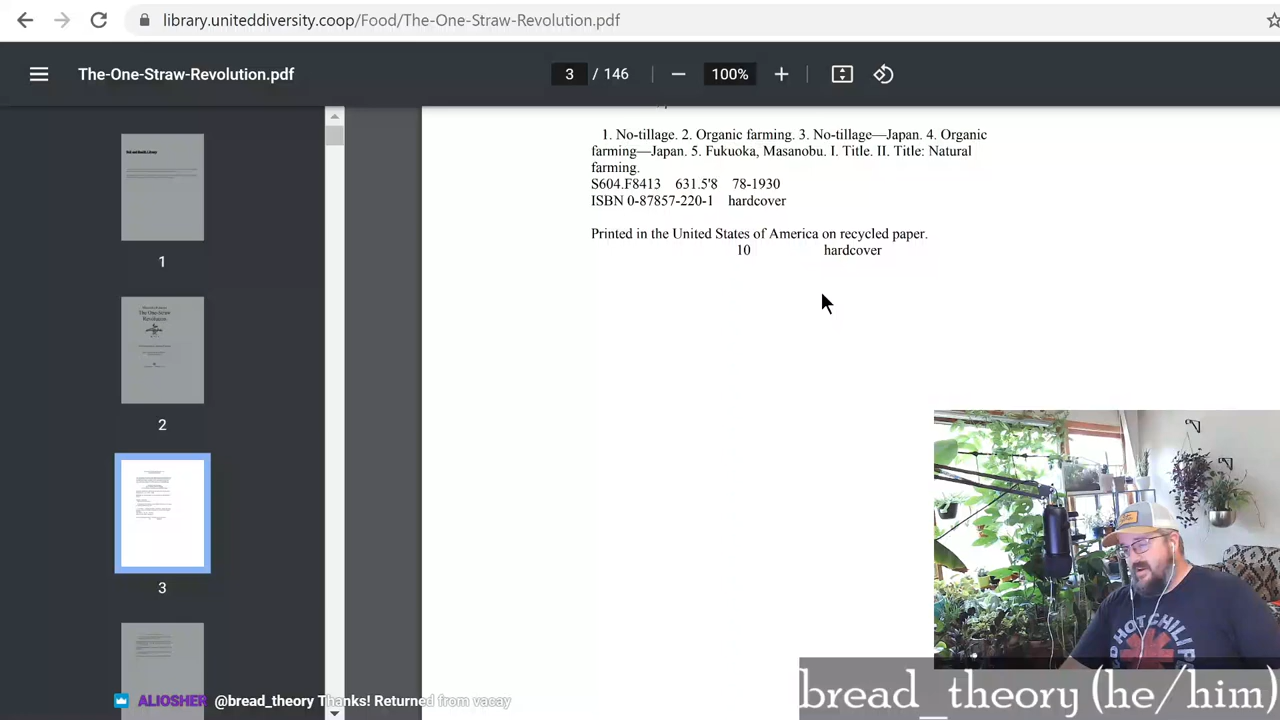 library.uniteddiversity.coop/Food/The-One-Straw-Revolution.pdf
The-One-Straw-Revolution.pdf
3 / 146
100%
1. No-tillage. 2. Organic farming. 3. No-tillage—Japan. 4. Organic
farming—Japan. 5. Fukuoka, Masanobu. I. Title. II. Title: Natural
farming.
S604.F8413 631.5'8 78-1930
ISBN 0-87857-220-1 hardcover
Printed in the United States of America on recycled paper.
10 hardcover
1
2
3
HOTCHILI
ALIOSHER @bread_theory Thanks! Returned from vacay
bread_theory (he/him)